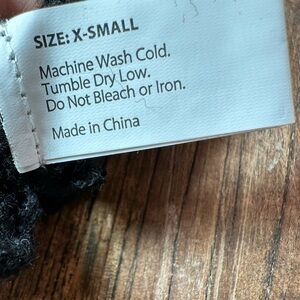 SIZE: X-SMALL
Machine Wash Cold.
Tumble Dry Low.
Do Not Bleach or Iron.
Made in China